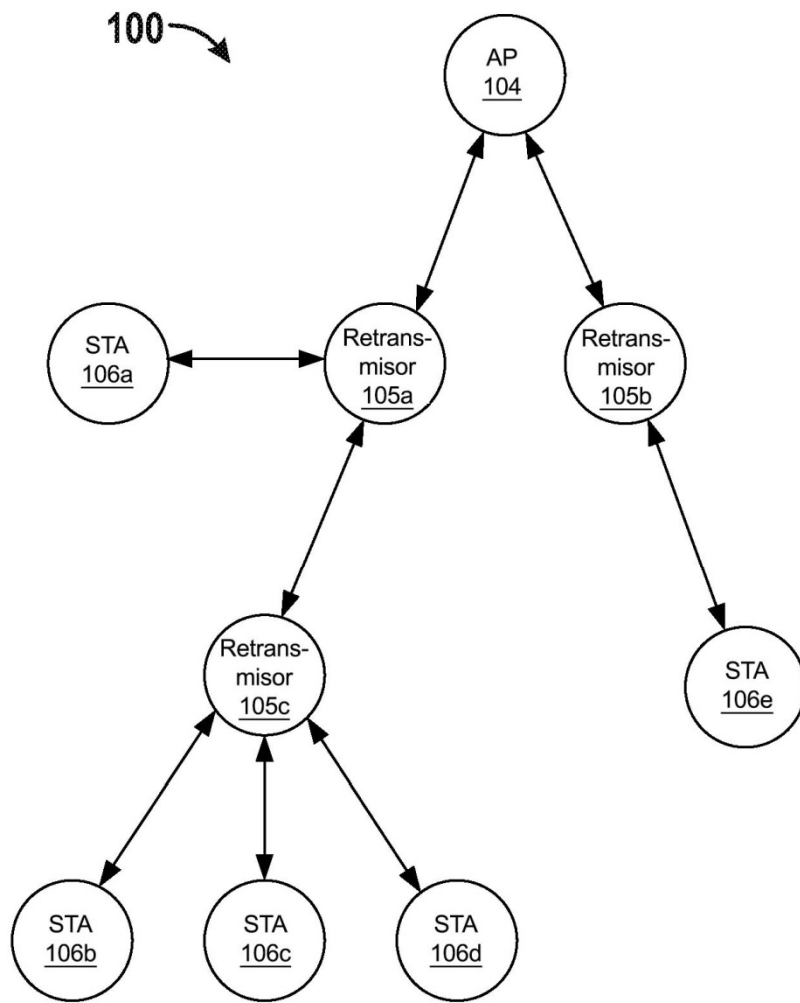 100
AP
104
STA
106a
Retrans-
misor
105a
Retrans-
misor
105b
Retrans-
misor
105c
STA
106e
STA
106b
STA
106c
STA
106d